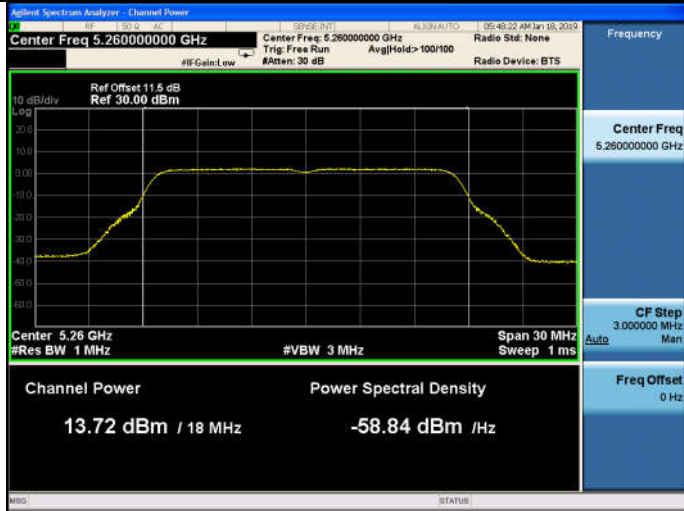 Agilent Spectrum Analyzer - Channel Power
RF 50 Ω AC SENSE:INT ALIGNAUTO 05:48:22 AM Jan 18, 2019
Center Freq 5.260000000 GHz
Center Freq: 5.260000000 GHz
Radio Std: None
Trig: Free Run Avg|Hold:> 100/100
#IFGain:Low
#Atten: 30 dB
Radio Device: BTS
Ref Offset 11.5 dB
10 dB/div Ref 30.00 dBm
Log
20.0
10.0
0.00
-10.0
-20.0
-30.0
-40.0
-50.0
-60.0
Center 5.26 GHz
Span 30 MHz
#Res BW 1 MHz
#VBW 3 MHz
Sweep 1 ms
Channel Power
Power Spectral Density
13.72 dBm / 18 MHz
-58.84 dBm /Hz
MSG
STATUS
Frequency
Center Freq
5.260000000 GHz
CF Step
3.000000 MHz
Auto Man
Freq Offset
0 Hz